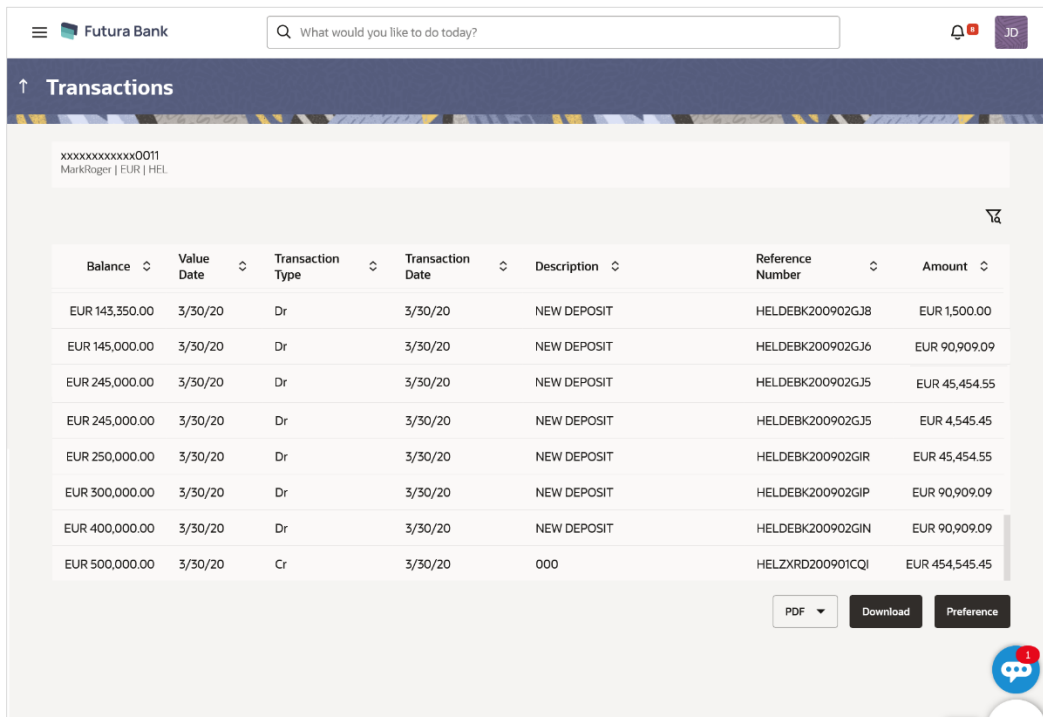 Futura Bank
What would you like to do today?
JD
Transactions
xxxxxxxxxxxx0011
MarkRoger | EUR | HEL
Balance Value Date Transaction Type Transaction Date Description Reference Number Amount
EUR 143,350.00 3/30/20 Dr 3/30/20 NEW DEPOSIT HELDEBK200902GJ8 EUR 1,500.00
EUR 145,000.00 3/30/20 Dr 3/30/20 NEW DEPOSIT HELDEBK200902GJ6 EUR 90,909.09
EUR 245,000.00 3/30/20 Dr 3/30/20 NEW DEPOSIT HELDEBK200902GJ5 EUR 45,454.55
EUR 245,000.00 3/30/20 Dr 3/30/20 NEW DEPOSIT HELDEBK200902GJ5 EUR 4,545.45
EUR 250,000.00 3/30/20 Dr 3/30/20 NEW DEPOSIT HELDEBK200902GIR EUR 45,454.55
EUR 300,000.00 3/30/20 Dr 3/30/20 NEW DEPOSIT HELDEBK200902GIP EUR 90,909.09
EUR 400,000.00 3/30/20 Dr 3/30/20 NEW DEPOSIT HELDEBK200902GIN EUR 90,909.09
EUR 500,000.00 3/30/20 Cr 3/30/20 000 HELZXRD200901CQI EUR 454,545.45
PDF Download Preference
1